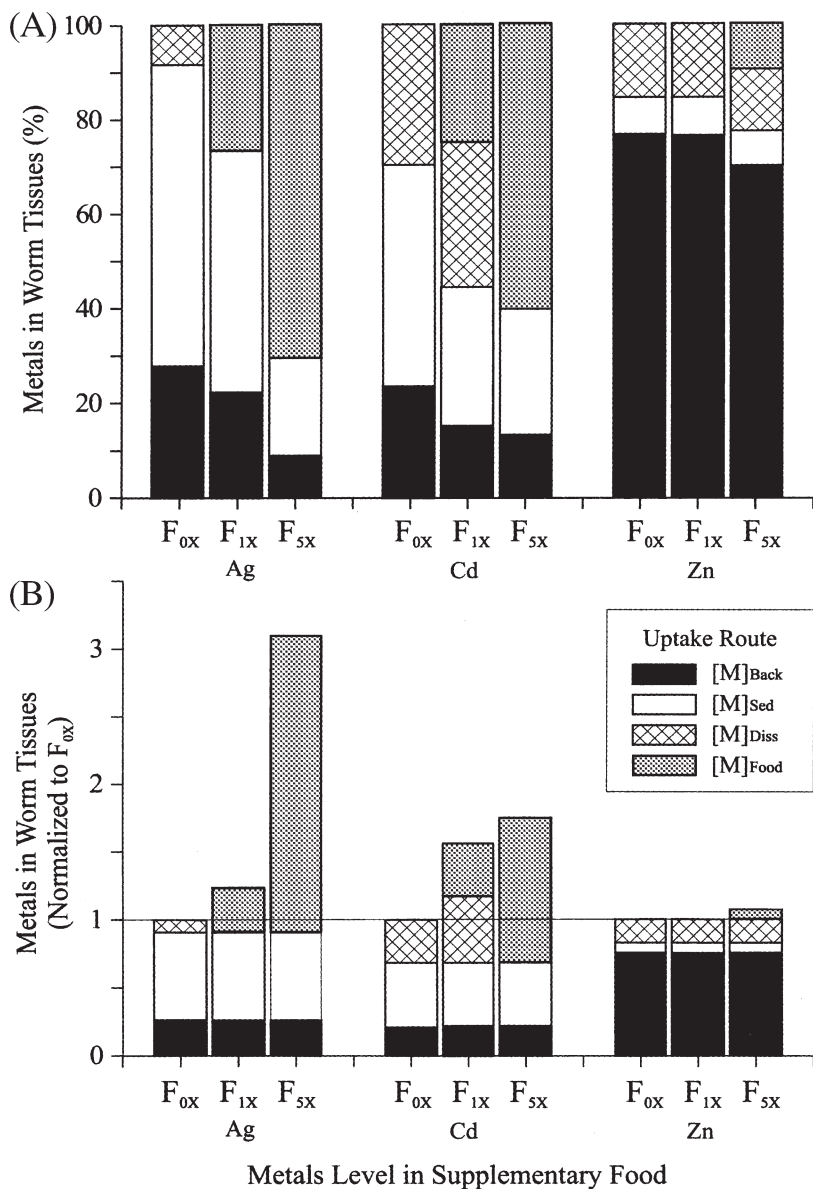 (A)
Metals in Worm Tissues (%)
100
80
60
40
20
0
F0X F1X F5X F0X F1X F5X F0X F1X F5X
Ag Cd Zn
(B)
Metals in Worm Tissues
(Normalized to F0X)
3
2
1
0
Uptake Route
[M]Back
[M]Sed
[M]Diss
[M]Food
F0X F1X F5X F0X F1X F5X F0X F1X F5X
Ag Cd Zn
Metals Level in Supplementary Food